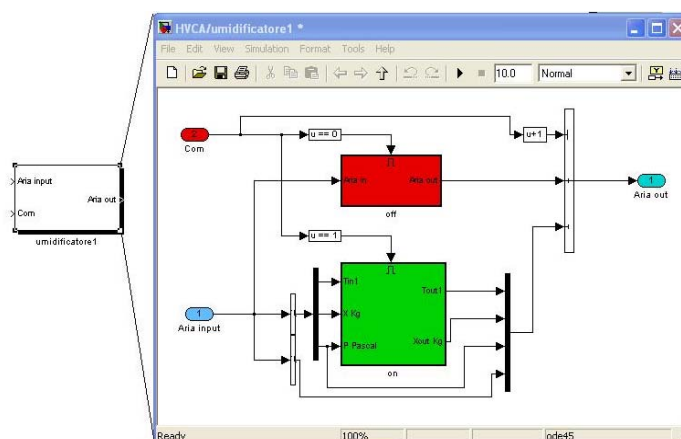 HVCA/umidificatore1 *
File Edit View Simulation Format Tools Help
10.0 Normal
2
Com
u == 0
u+1
Aria in Aria out
off
1
Aria out
Aria input
Com
Aria out
umidificatore1
u == 1
Tin1
X Kg
P Pascal
Tout1
Xout Kg
on
1
Aria input
Ready 100% ode45